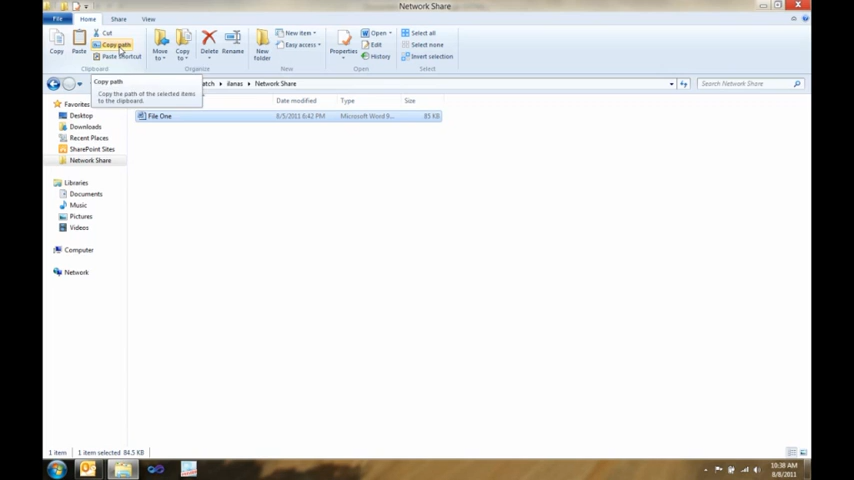 Network Share
File
Home
Share
View
Copy
Paste
Cut
Copy path
Paste shortcut
Clipboard
Move to
Copy to
Delete
Rename
Organize
New folder
New item
Easy access
New
Properties
Open
Edit
History
Open
Select all
Select none
Invert selection
Select
atch
ilanas
Network Share
Search Network Share
Copy path
Copy the path of the selected items
to the clipboard.
Date modified
Type
Size
File One
8/5/2011 6:42 PM
Microsoft Word 9...
85 KB
Favorites
Desktop
Downloads
Recent Places
SharePoint Sites
Network Share
Libraries
Documents
Music
Pictures
Videos
Computer
Network
1 item
1 item selected 84.5 KB
10:38 AM
8/8/2011